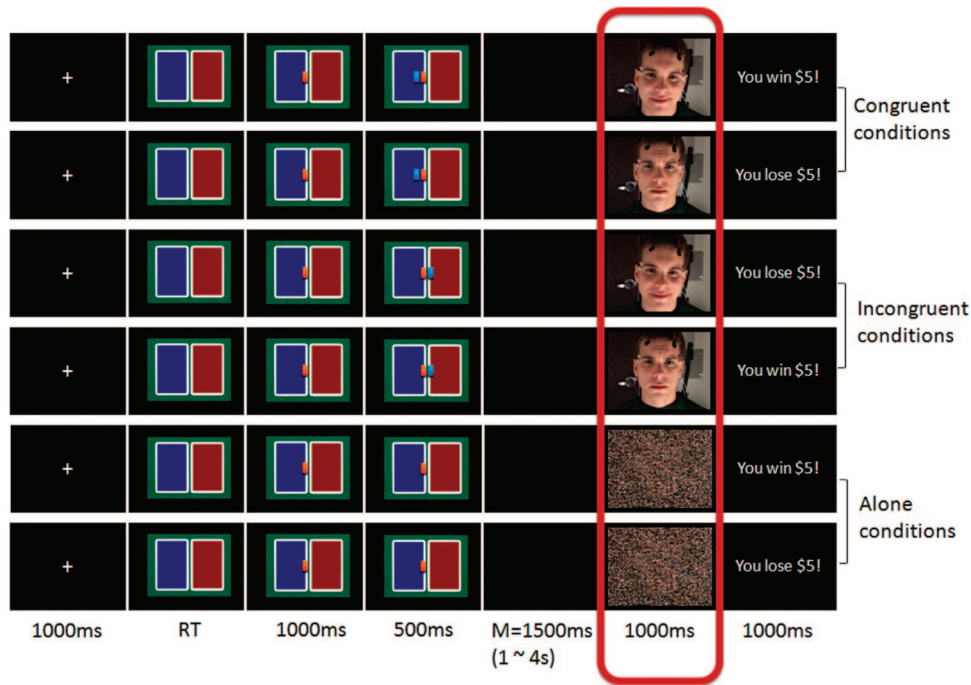 + You win $5!
Congruent
conditions
+ You lose $5!
+ You lose $5!
Incongruent
conditions
+ You win $5!
+ You win $5!
Alone
conditions
+ You lose $5!
1000ms RT 1000ms 500ms M=1500ms 1000ms 1000ms
(1 ~ 4s)